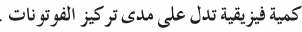 كمية فيزيقية تدل على مدى تركيز الفوتونات .